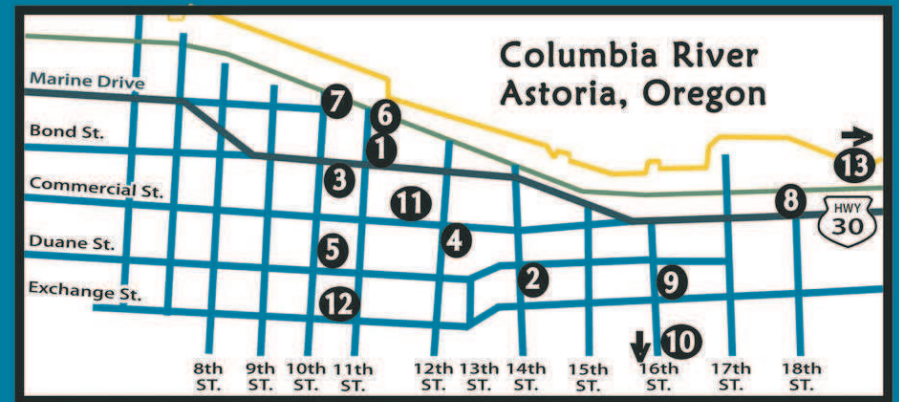 Columbia River
Astoria, Oregon
Marine Drive
Bond St.
Commercial St.
Duane St.
Exchange St.
7
6
1
3
11
4
5
12
2
9
10
8
13
HWY
30
8th
ST.
9th
ST.
10th
ST.
11th
ST.
12th
ST.
13th
ST.
14th
ST.
15th
ST.
16th
ST.
17th
ST.
18th
ST.